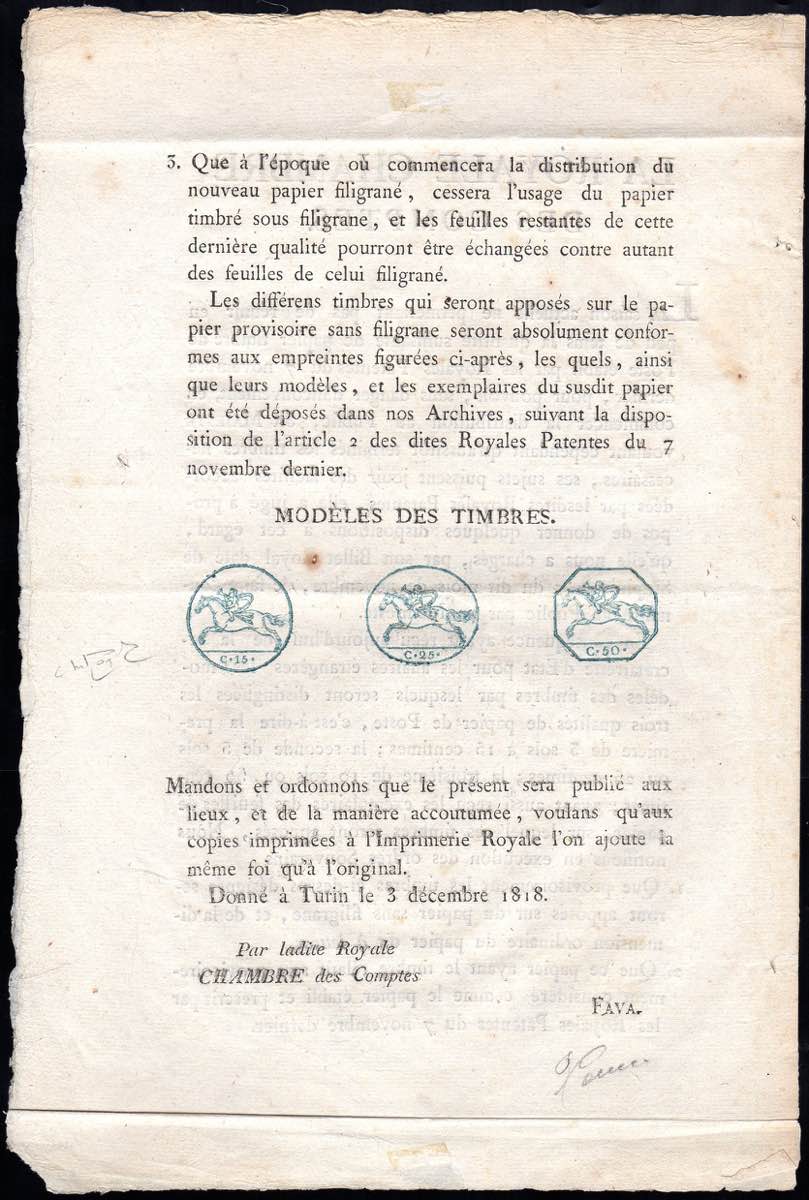 3. Que à l'époque où commencera la distribution du
nouveau papier filigrané, cessera l'usage du papier
timbré sous filigrane, et les feuilles restantes de cette
dernière qualité pourront être échangées contre autant
des feuilles de celui filigrané.
Les différens timbres qui seront apposés sur le pa-
pier provisoire sans filigrane seront absolument confor-
mes aux empreintes figurées ci-après, les quels, ainsi
que leurs modèles, et les exemplaires du susdit papier
ont été déposés dans nos Archives, suivant la dispo-
sition de l'article 2 des dites Royales Patentes du 7
novembre dernier.
MODÈLES DES TIMBRES.
C·15· C·25· C·50·
Mandons et ordonnons que le présent sera publié aux
lieux, et de la manière accoutumée, voulans qu'aux
copies imprimées à l'Imprimerie Royale l'on ajoute la
même foi qu'à l'original.
Donné à Turin le 3 décembre 1818.
Par ladite Royale
CHAMBRE des Comptes
FAVA.